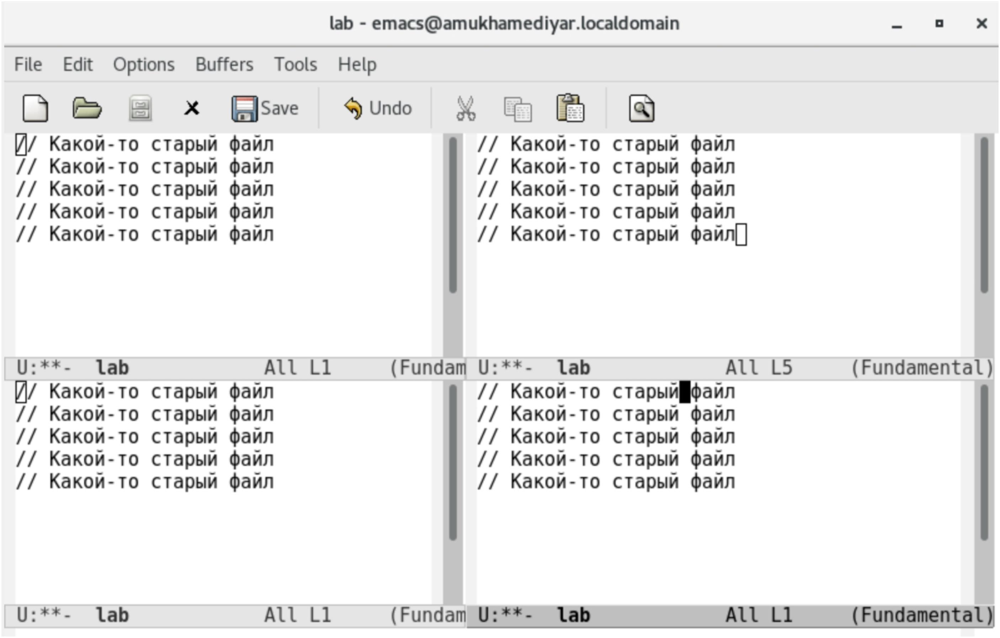 lab - emacs@amukhamediyar.localdomain
File Edit Options Buffers Tools Help
Save Undo
// Какой-то старый файл
// Какой-то старый файл
// Какой-то старый файл
// Какой-то старый файл
// Какой-то старый файл
U:**- lab All L1 (Fundam
// Какой-то старый файл
// Какой-то старый файл
// Какой-то старый файл
// Какой-то старый файл
// Какой-то старый файл
U:**- lab All L5 (Fundamental)
// Какой-то старый файл
// Какой-то старый файл
// Какой-то старый файл
// Какой-то старый файл
// Какой-то старый файл
U:**- lab All L1 (Fundam
// Какой-то старый файл
// Какой-то старый файл
// Какой-то старый файл
// Какой-то старый файл
// Какой-то старый файл
U:**- lab All L1 (Fundamental)